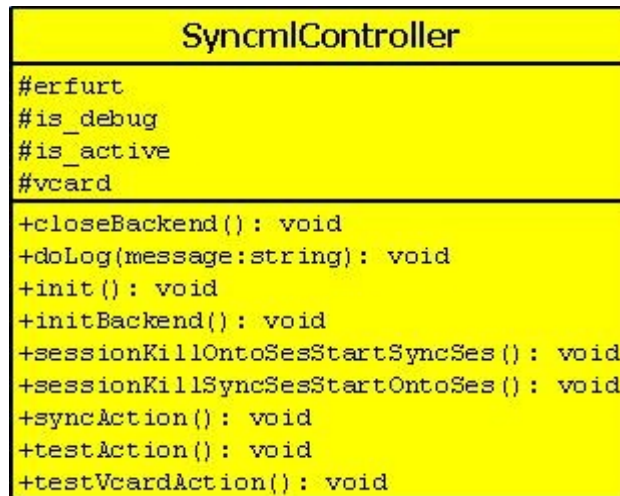 SyncmlController
#erfurt
#is_debug
#is_active
#vcard
+closeBackend(): void
+doLog(message:string): void
+init(): void
+initBackend(): void
+sessionKillOntoSesStartSyncSes(): void
+sessionKillSyncSesStartOntoSes(): void
+syncAction(): void
+testAction(): void
+testVcardAction(): void